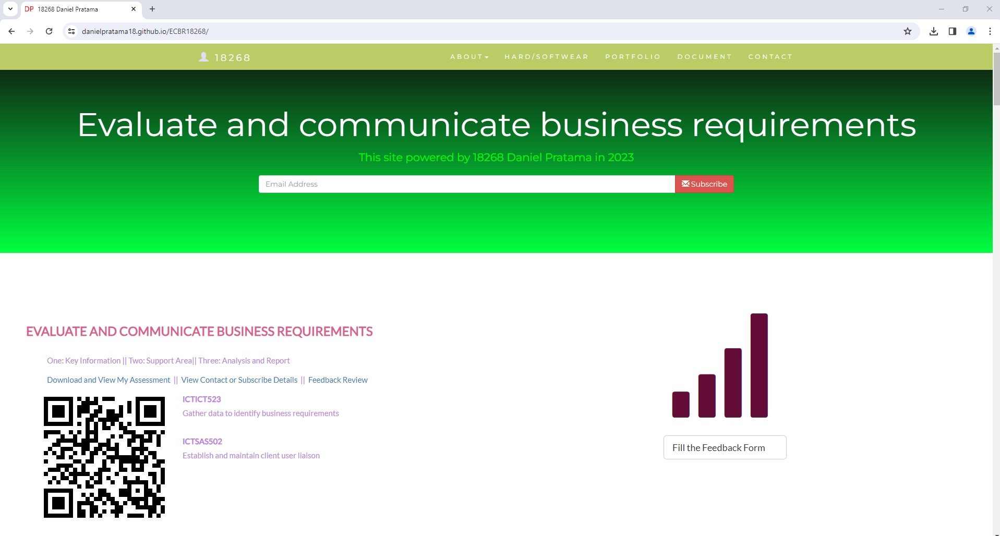 DP 18268 Daniel Pratama
danielpratama18.github.io/ECBR18268/
18268 ABOUT HARD/SOFTWEAR PORTFOLIO DOCUMENT CONTACT
Evaluate and communicate business requirements
This site powered by 18268 Daniel Pratama in 2023
Email Address Subscribe
EVALUATE AND COMMUNICATE BUSINESS REQUIREMENTS
One: Key Information || Two: Support Area|| Three: Analysis and Report
Download and View My Assessment || View Contact or Subscribe Details || Feedback Review
ICTICT523
Gather data to identify business requirements
ICTSAS502
Establish and maintain client user liaison
Fill the Feedback Form